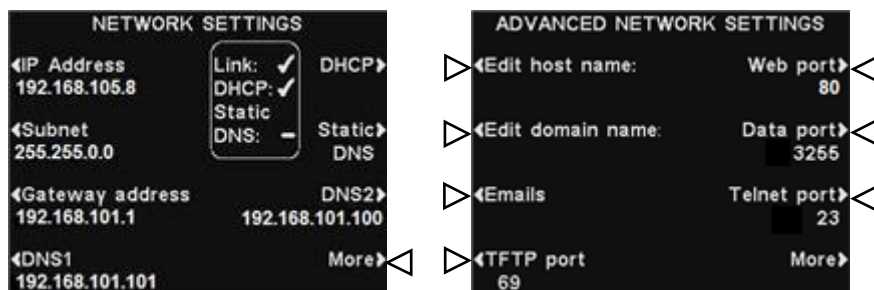 NETWORK SETTINGS
IP Address
192.168.105.8
Link: ✓
DHCP: ✓
Static
DNS: –
DHCP
Subnet
255.255.0.0
Static
DNS
Gateway address
192.168.101.1
DNS2
192.168.101.100
DNS1
192.168.101.101
More
ADVANCED NETWORK SETTINGS
Edit host name:
Web port
80
Edit domain name:
Data port
3255
Emails
Telnet port
23
TFTP port
69
More